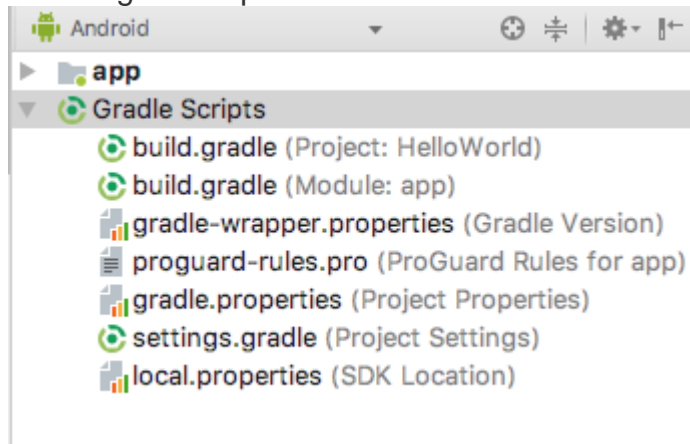 Android
app
Gradle Scripts
build.gradle (Project: HelloWorld)
build.gradle (Module: app)
gradle-wrapper.properties (Gradle Version)
proguard-rules.pro (ProGuard Rules for app)
gradle.properties (Project Properties)
settings.gradle (Project Settings)
local.properties (SDK Location)